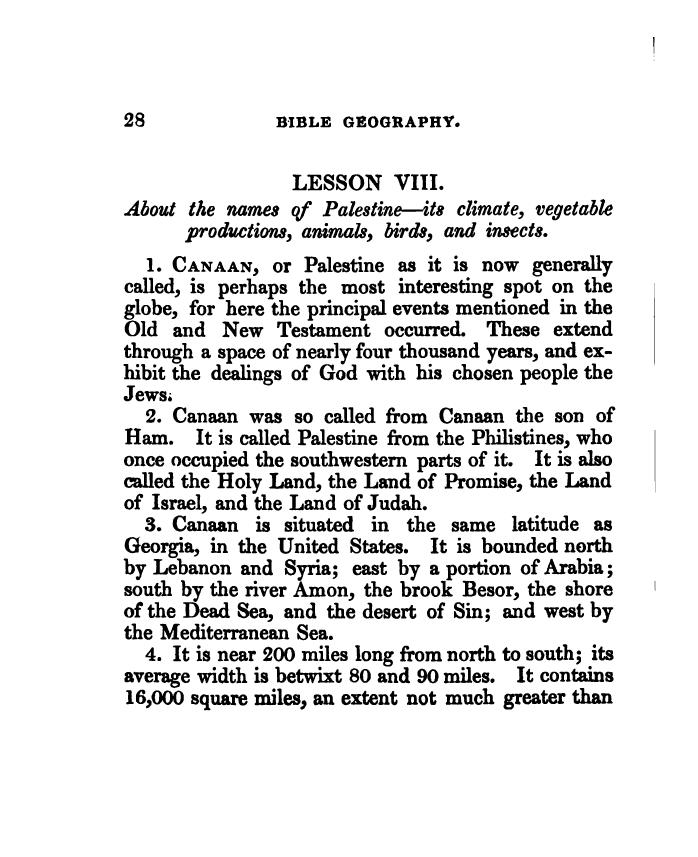 28 BIBLE GEOGRAPHY.
LESSON VIII.
About the names of Palestine—its climate, vegetable
productions, animals, birds, and insects.
1. CANAAN, or Palestine as it is now generally
called, is perhaps the most interesting spot on the
globe, for here the principal events mentioned in the
Old and New Testament occurred. These extend
through a space of nearly four thousand years, and ex-
hibit the dealings of God with his chosen people the
Jews.
2. Canaan was so called from Canaan the son of
Ham. It is called Palestine from the Philistines, who
once occupied the southwestern parts of it. It is also
called the Holy Land, the Land of Promise, the Land
of Israel, and the Land of Judah.
3. Canaan is situated in the same latitude as
Georgia, in the United States. It is bounded north
by Lebanon and Syria; east by a portion of Arabia;
south by the river Amon, the brook Besor, the shore
of the Dead Sea, and the desert of Sin; and west by
the Mediterranean Sea.
4. It is near 200 miles long from north to south; its
average width is betwixt 80 and 90 miles. It contains
16,000 square miles, an extent not much greater than